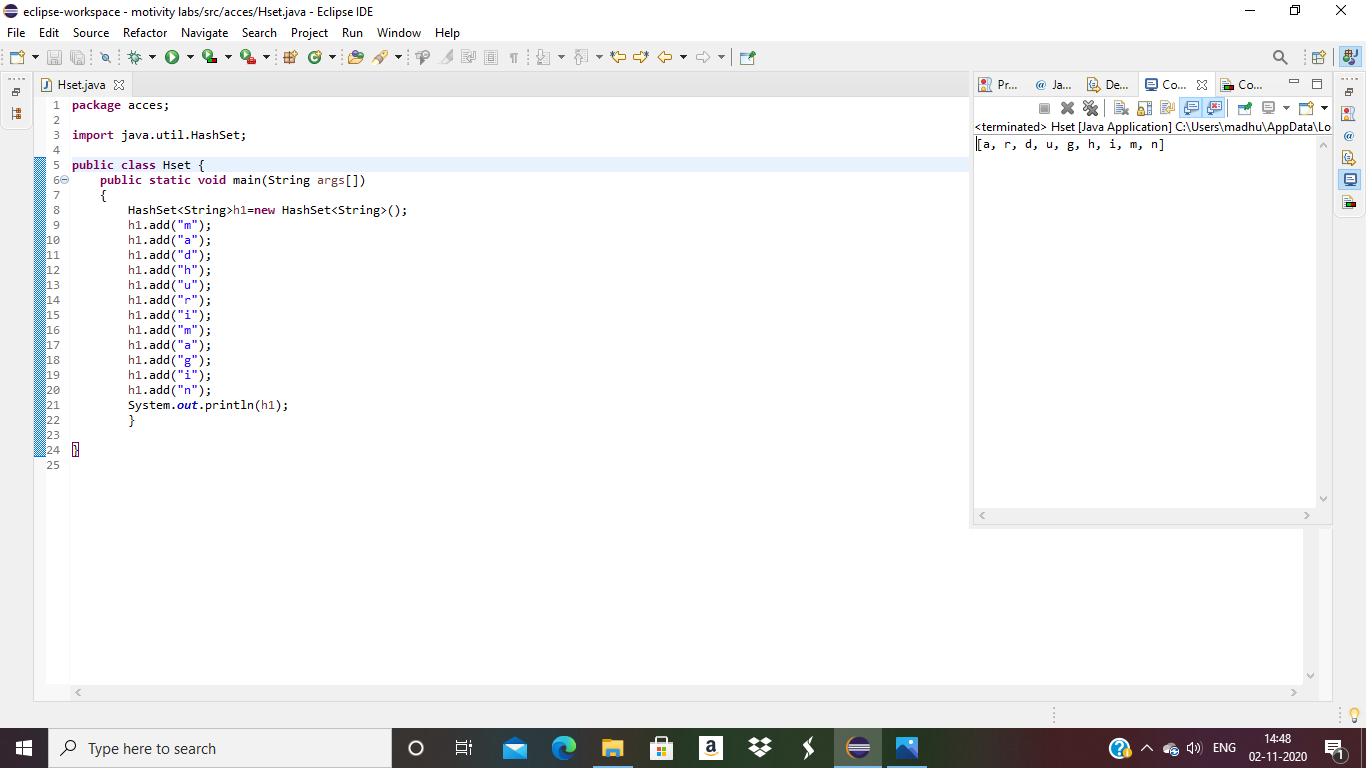 eclipse-workspace - motivity labs/src/acces/Hset.java - Eclipse IDE
File Edit Source Refactor Navigate Search Project Run Window Help
Hset.java
1 package acces;
2
3 import java.util.HashSet;
4
5 public class Hset {
6 public static void main(String args[])
7 {
8 HashSet<String>h1=new HashSet<String>();
9 h1.add("m");
10 h1.add("a");
11 h1.add("d");
12 h1.add("h");
13 h1.add("u");
14 h1.add("r");
15 h1.add("i");
16 h1.add("m");
17 h1.add("a");
18 h1.add("g");
19 h1.add("i");
20 h1.add("n");
21 System.out.println(h1);
22 }
23
24 }
25
Pr... Ja... De... Co... Co...
<terminated> Hset [Java Application] C:\Users\madhu\AppData\Lo
[a, r, d, u, g, h, i, m, n]
Type here to search
ENG
14:48
02-11-2020
1